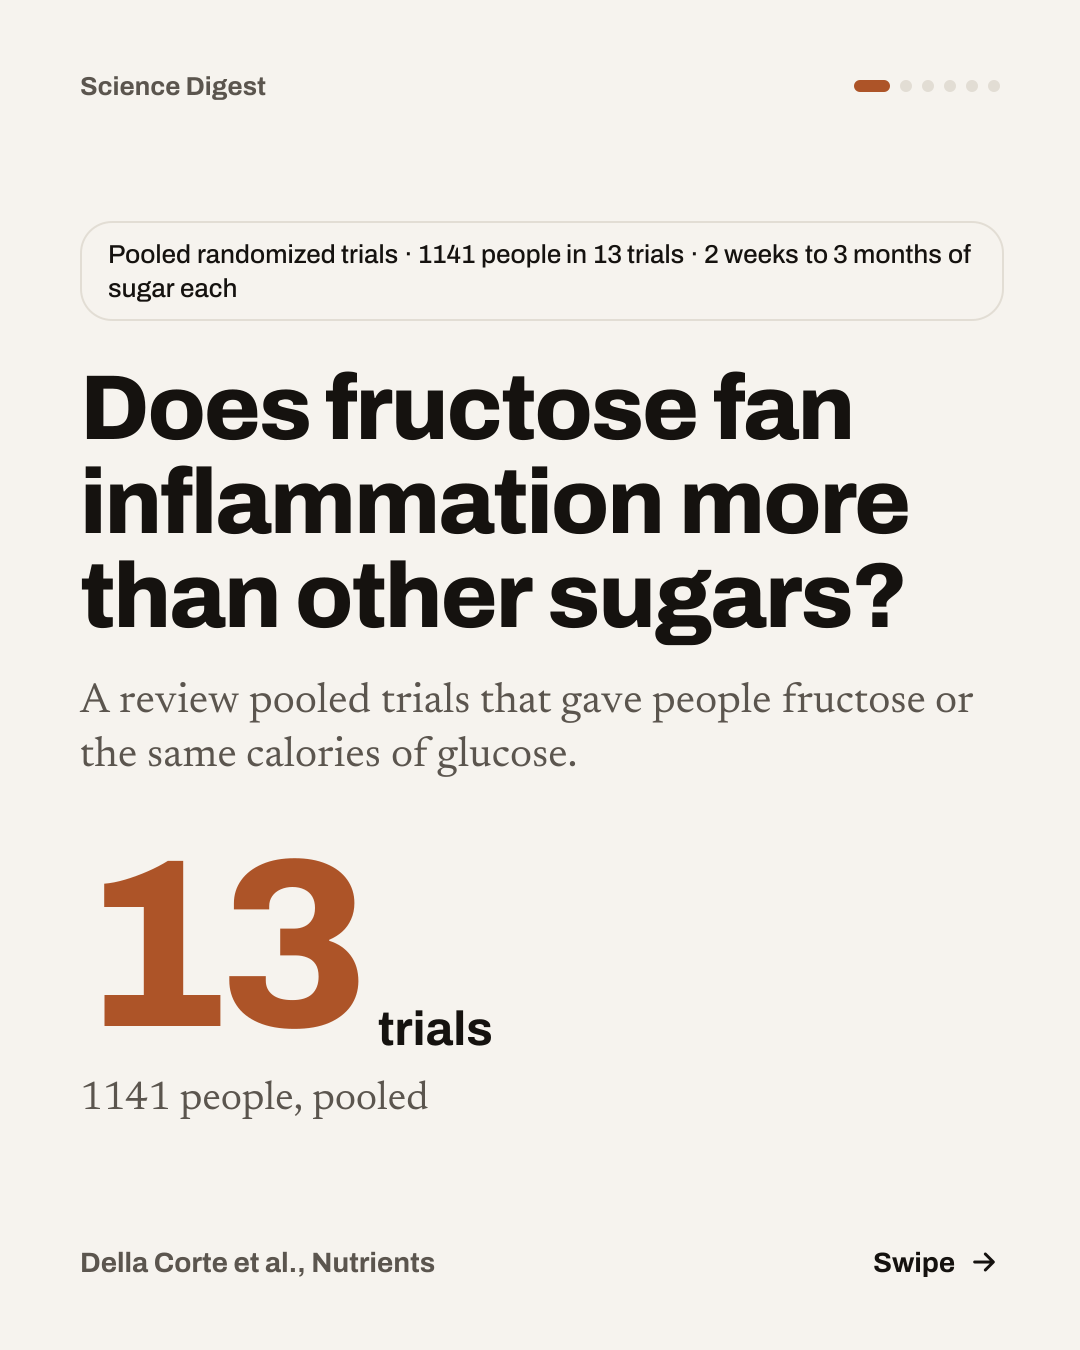 Science Digest
Pooled randomized trials · 1141 people in 13 trials · 2 weeks to 3 months of
sugar each
Does fructose fan
inflammation more
than other sugars?
A review pooled trials that gave people fructose or
the same calories of glucose.
13 trials
1141 people, pooled
Della Corte et al., Nutrients
Swipe →